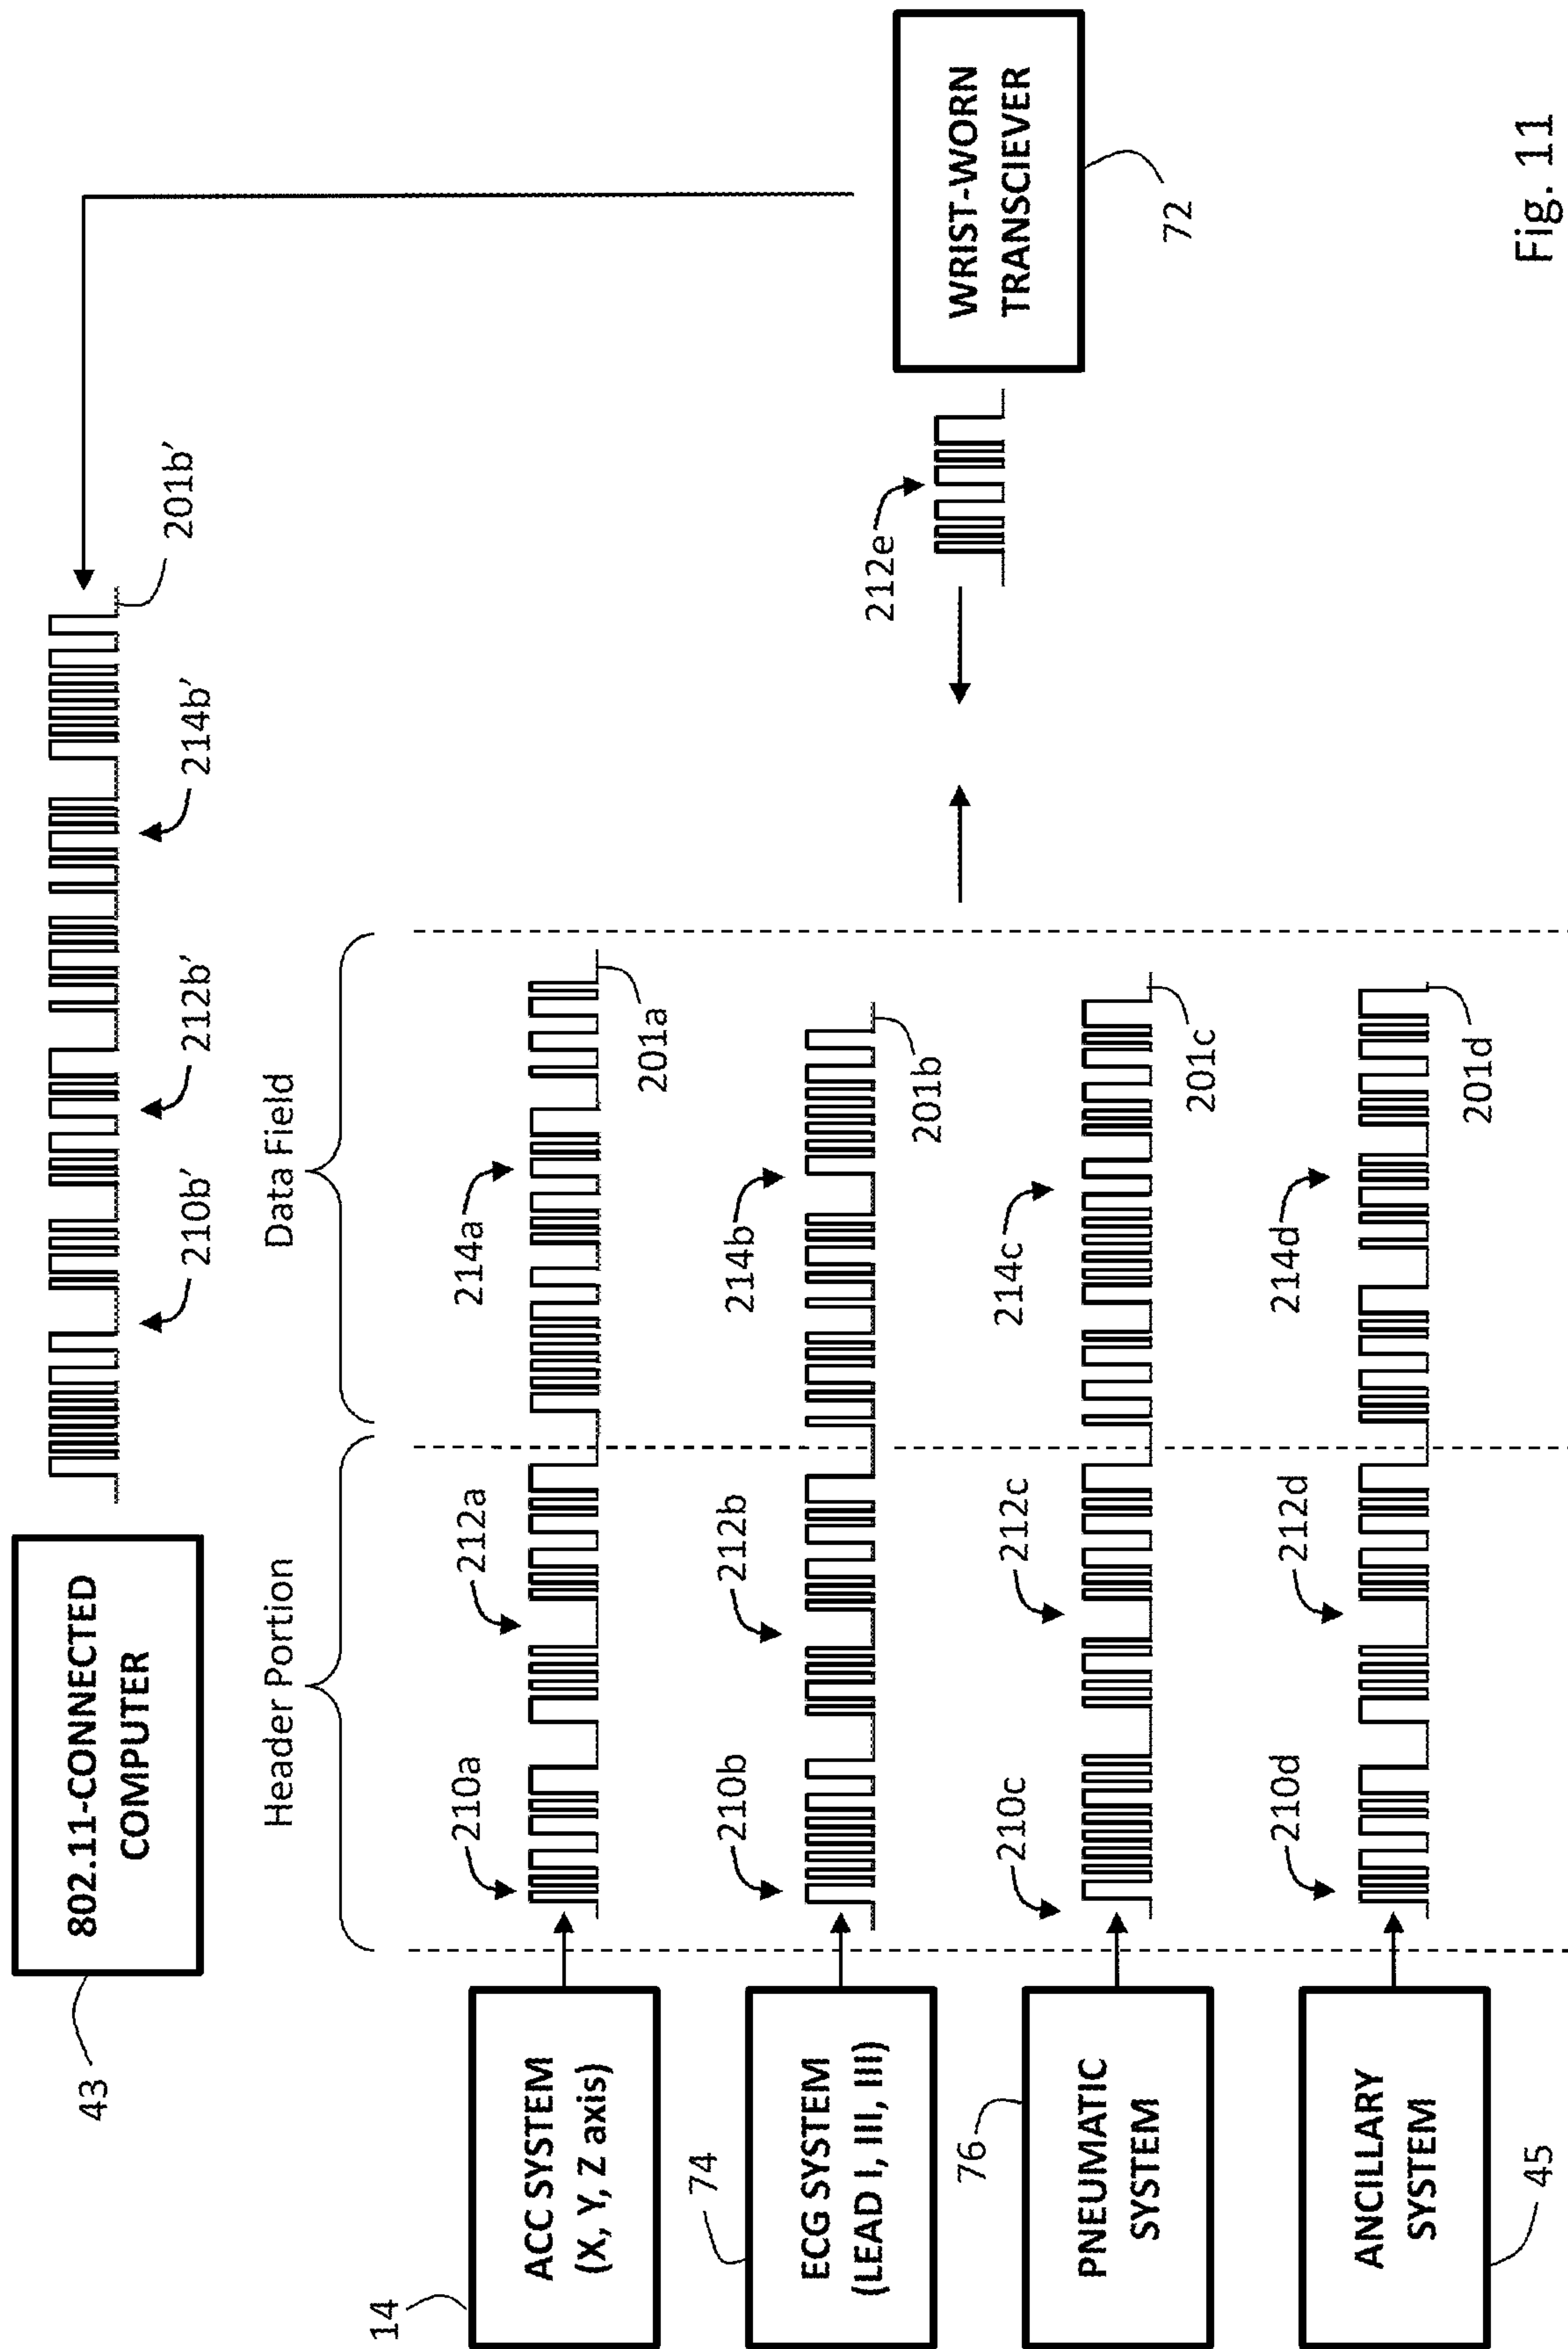 802.11-CONNECTED
COMPUTER
43
210b'
212b'
214b'
201b'
Header Portion
Data Field
14
ACC SYSTEM
(X, Y, Z axis)
210a
212a
214a
201a
74
ECG SYSTEM
(LEAD I, III, III)
210b
212b
214b
201b
76
PNEUMATIC
SYSTEM
210c
212c
214c
201c
45
ANCILLARY
SYSTEM
210d
212d
214d
201d
212e
WRIST-WORN
TRANSCIEVER
72
Fig. 11